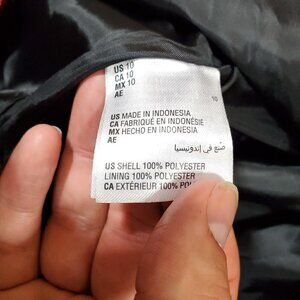 US 10
CA 10
MX 10
AE
10
US MADE IN INDONESIA
CA FABRIQUÉ EN INDONÉSIE
MX HECHO EN INDONESIA
AE
صنع في إندونيسيا
US SHELL 100% POLYESTER
LINING 100% POLYESTER
CA EXTÉRIEUR 100%